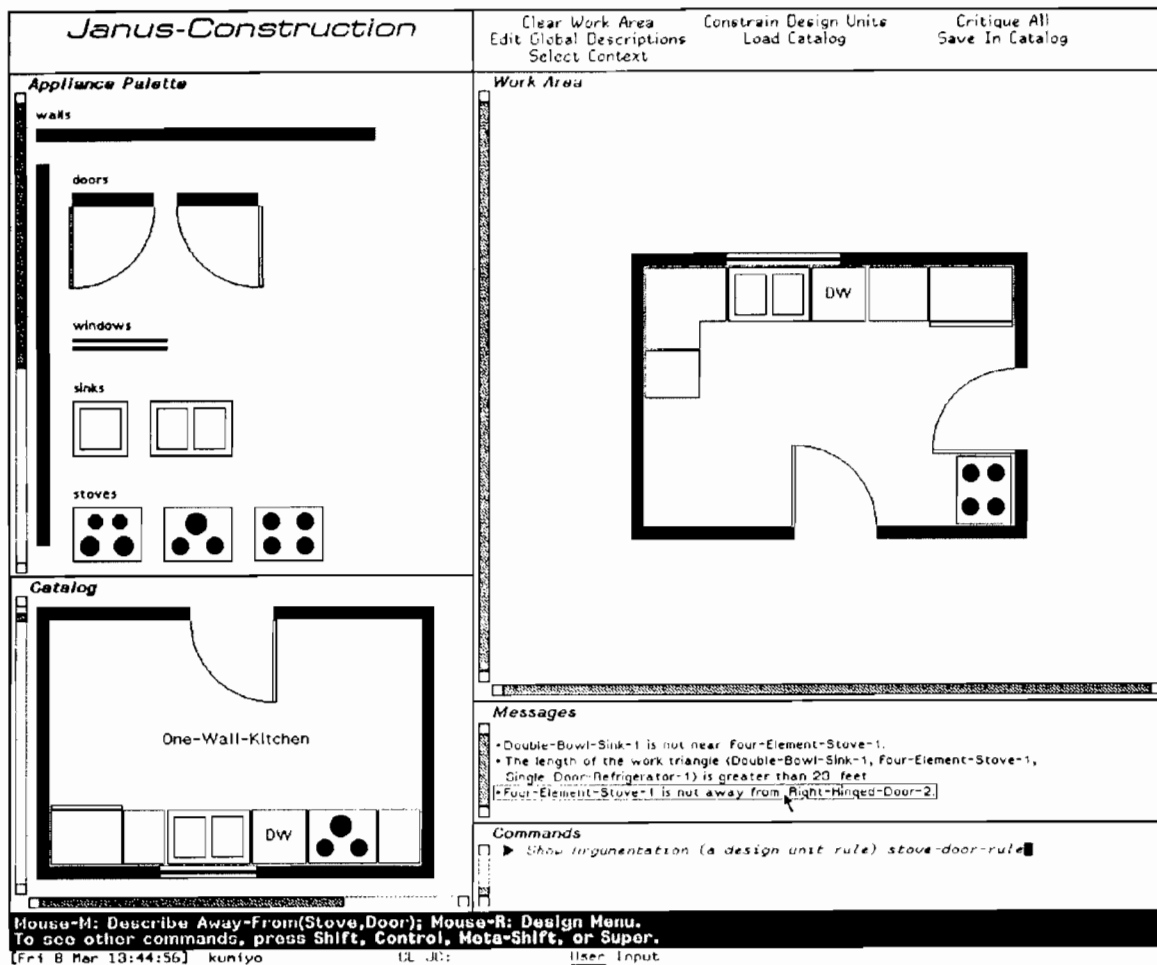 Janus-Construction
Clear Work Area
Constrain Design Units
Critique All
Edit Global Descriptions
Load Catalog
Save In Catalog
Select Context
Appliance Palette
walls
doors
windows
sinks
stoves
Work Area
DW
Catalog
One-Wall-Kitchen
DW
Messages
•Double-Bowl-Sink-1 is not near Four-Element-Stove-1.
•The length of the work triangle (Double-Bowl-Sink-1, Four-Element-Stove-1,
Single Door-Refrigerator-1) is greater than 23 feet
•Four-Element-Stove-1 is not away from Right-Hinged-Door-2.
Commands
Show Argumentation (a design unit rule) stove-door-rule
Mouse-M: Describe Away-From(Stove,Door); Mouse-R: Design Menu.
To see other commands, press Shift, Control, Meta-Shift, or Super.
[Fri 8 Mar 13:44:56] kumiyo
User Input